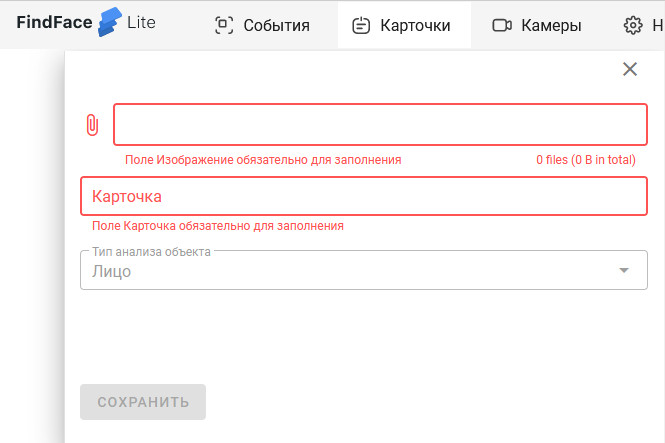 FindFace Lite События Карточки Камеры Н
Поле Изображение обязательно для заполнения 0 files (0 B in total)
Карточка
Поле Карточка обязательно для заполнения
Тип анализа объекта
Лицо
СОХРАНИТЬ